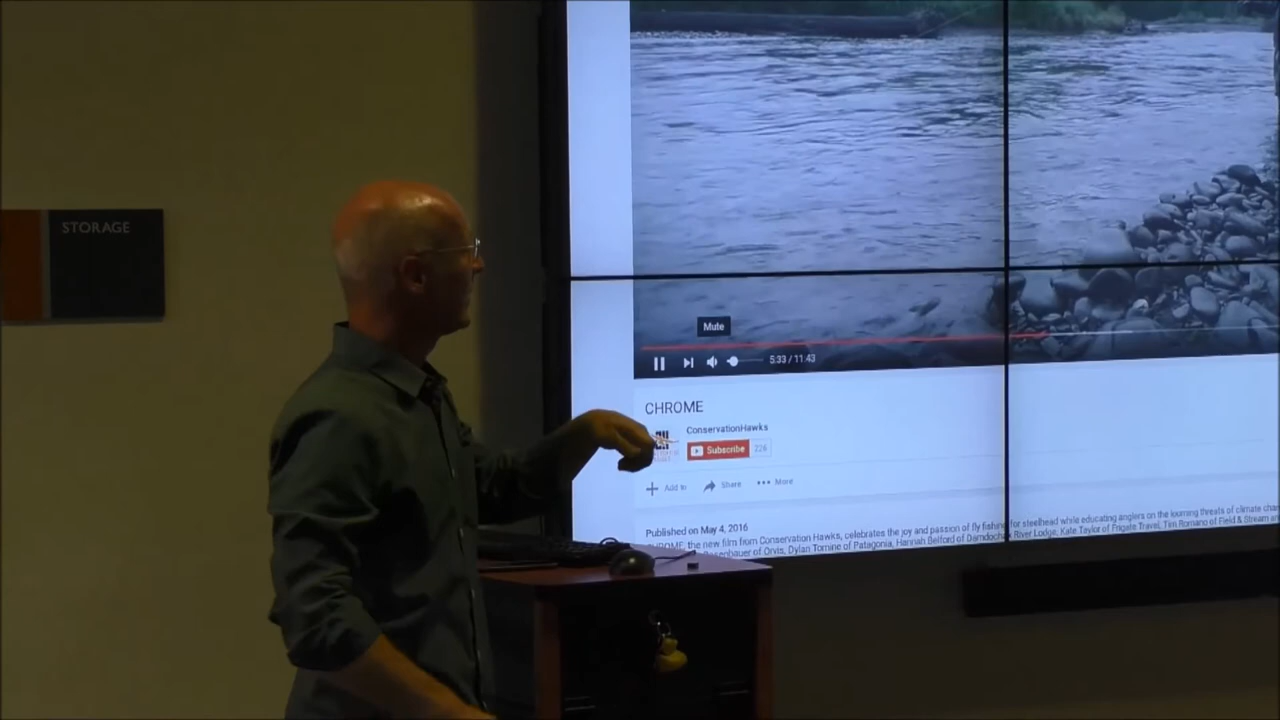 STORAGE
Mute
5:33 / 11:43
CHROME
ConservationHawks
Subscribe 226
Add to Share More
Published on May 4, 2016
CHROME, the new film from Conservation Hawks, celebrates the joy and passion of fly fishing for steelhead while educating anglers on the looming threats of climate
Rosenbauer of Orvis, Dylan Tomine of Patagonia, Hannah Belford of Damdochax River Lodge, Kate Taylor of Frigate Travel, Tim Romano of Field & Stream